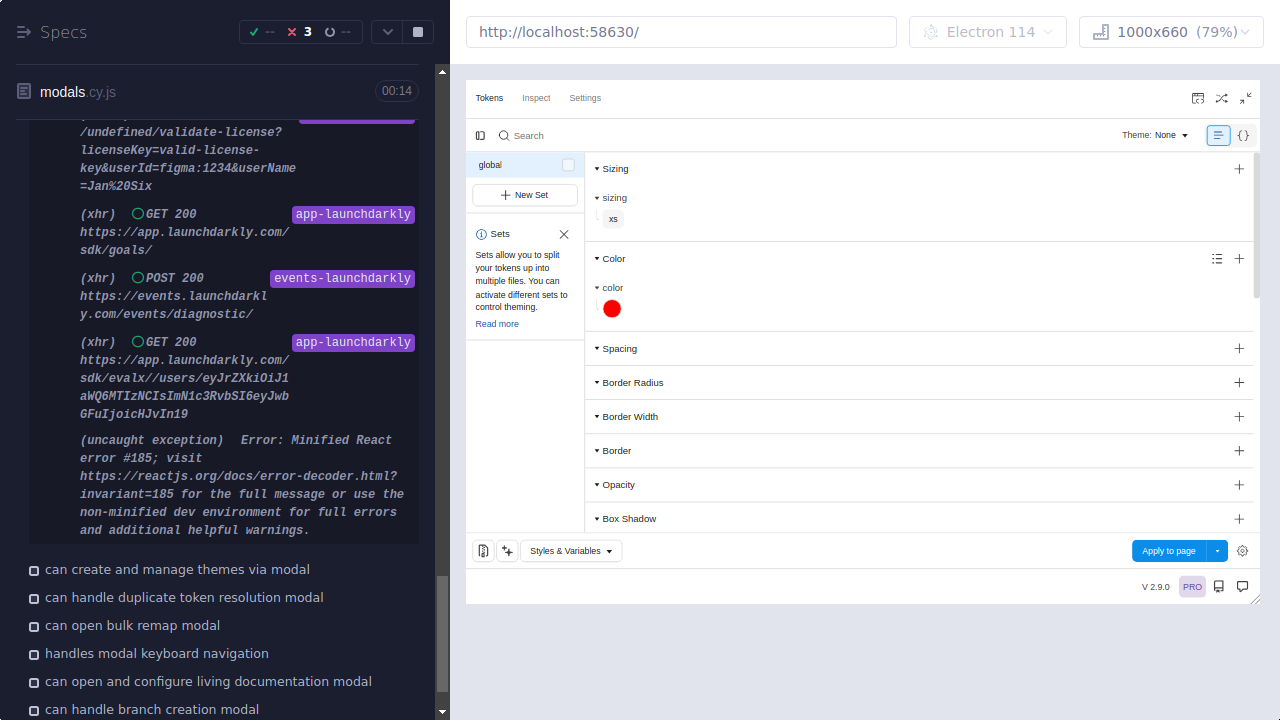 Specs
-- 3 --
modals.cy.js 00:14
/undefined/validate-license?
licenseKey=valid-license-
key&userId=figma:1234&userName
=Jan%20Six
(xhr) GET 200 app-launchdarkly
https://app.launchdarkly.com/
sdk/goals/
(xhr) POST 200 events-launchdarkly
https://events.launchdarkl
y.com/events/diagnostic/
(xhr) GET 200 app-launchdarkly
https://app.launchdarkly.com/
sdk/evalx//users/eyJrZXkiOiJ1
aWQ6MTIzNCIsImN1c3RvbSI6eyJwb
GFuIjoicHJvIn19
(uncaught exception) Error: Minified React
error #185; visit
https://reactjs.org/docs/error-decoder.html?
invariant=185 for the full message or use the
non-minified dev environment for full errors
and additional helpful warnings.
can create and manage themes via modal
can handle duplicate token resolution modal
can open bulk remap modal
handles modal keyboard navigation
can open and configure living documentation modal
can handle branch creation modal
http://localhost:58630/
Electron 114
1000x660 (79%)
Tokens Inspect Settings
Search
Theme: None
global
New Set
Sets
Sets allow you to split
your tokens up into
multiple files. You can
activate different sets to
control theming.
Read more
Sizing
sizing
xs
Color
color
Spacing
Border Radius
Border Width
Border
Opacity
Box Shadow
Styles & Variables
Apply to page
V 2.9.0 PRO